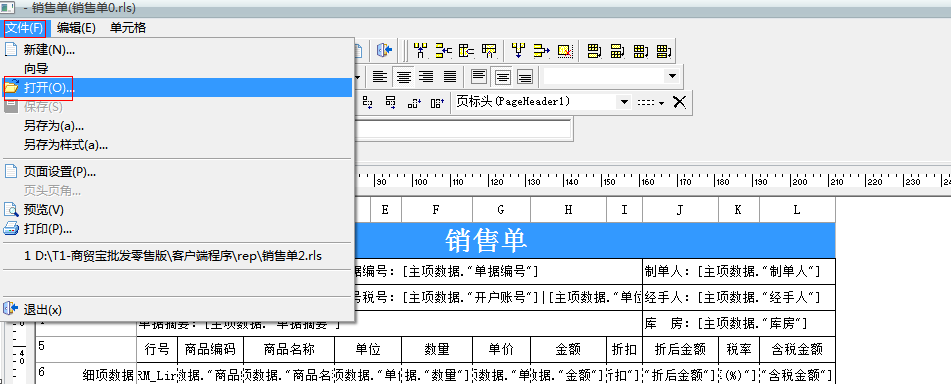 - 销售单(销售单0.rls)
文件(F) 编辑(E) 单元格
新建(N)...
向导
打开(O)...
保存(S)
另存为(a)...
另存为样式(a)...
页面设置(P)...
页头页角...
预览(V)
打印(P)...
1 D:\T1-商贸宝批发零售版\客户端程序\rep\销售单2.rls
退出(x)
页标头(PageHeader1)
90 100 110 120 130 140 150 160 170 180 190 200 210 220 230 240
E F G H I J K L
销售单
据编号: [主项数据."单据编号"] 制单人: [主项数据."制单人"]
号税号: [主项数据."开户账号"]|[主项数据."单位 经手人: [主项数据."经手人"]
单据摘要: [主项数据."单据摘要"] 库 房: [主项数据."库房"]
5 行号 商品编码 商品名称 单位 数量 单价 金额 折扣 折后金额 税率 含税金额
6 细项数据 RM_Lin 数据."商品 项数据."商品名 数据."单 数据."数量"] 数据."单 数据."金额"] 折扣"] "折后金额"] (%)"] "含税金额"]